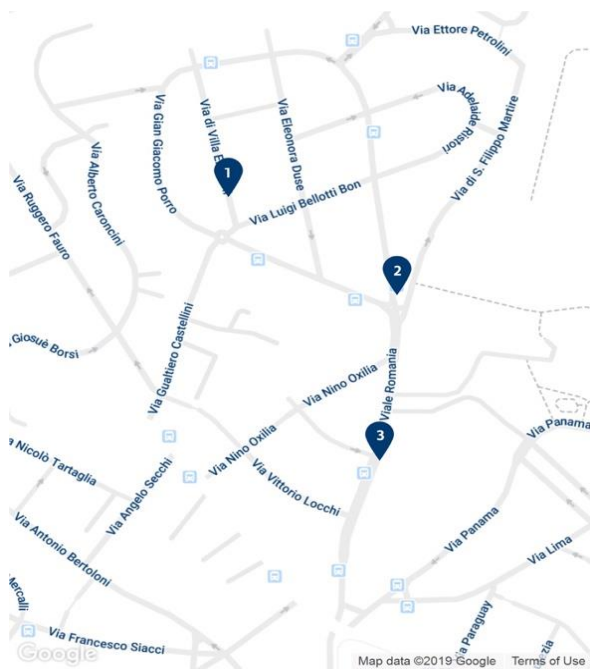 Via Ettore Petrolini
Via Adelaide Ristori
Via di S. Filippo Martire
Via Gian Giacomo Porro
Via di Villa
Via Eleonora Duse
1
Via Alberto Caroncini
Via Luigi Bellotti Bon
Via Ruggero Fauro
2
Giosuè Borsi
Via Gualtiero Castellini
Viale Romania
Via Nino Oxilia
3
Via Panama
Via Nino Oxilia
Nicolò Tartaglia
Via Angelo Secchi
Via Vittorio Locchi
Via Panama
Via Antonio Bertoloni
Via Lima
Mercalli
Via Paraguay
Via Francesco Siacci
Google
Map data ©2019 Google
Terms of Use